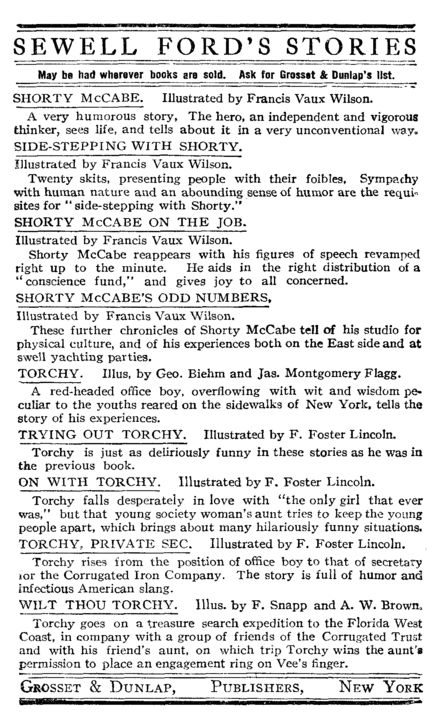 SEWELL FORD'S STORIES
May be had wherever books are sold. Ask for Grosset & Dunlap's list.
SHORTY McCABE. Illustrated by Francis Vaux Wilson.
A very humorous story, The hero, an independent and vigorous
thinker, sees life, and tells about it in a very unconventional way.
SIDE-STEPPING WITH SHORTY.
Illustrated by Francis Vaux Wilson.
Twenty skits, presenting people with their foibles, Sympathy
with human nature and an abounding sense of humor are the requi-
sites for "side-stepping with Shorty."
SHORTY McCABE ON THE JOB.
Illustrated by Francis Vaux Wilson.
Shorty McCabe reappears with his figures of speech revamped
right up to the minute. He aids in the right distribution of a
"conscience fund," and gives joy to all concerned.
SHORTY McCABE'S ODD NUMBERS,
Illustrated by Francis Vaux Wilson.
These further chronicles of Shorty McCabe tell of his studio for
physical culture, and of his experiences both on the East side and at
swell yachting parties.
TORCHY. Illus, by Geo. Biehm and Jas. Montgomery Flagg.
A red-headed office boy, overflowing with wit and wisdom pe-
culiar to the youths reared on the sidewalks of New York, tells the
story of his experiences.
TRYING OUT TORCHY. Illustrated by F. Foster Lincoln.
Torchy is just as deliriously funny in these stories as he was in
the previous book.
ON WITH TORCHY. Illustrated by F. Foster Lincoln.
Torchy falls desperately in love with "the only girl that ever
was," but that young society woman's aunt tries to keep the young
people apart, which brings about many hilariously funny situations.
TORCHY, PRIVATE SEC. Illustrated by F. Foster Lincoln.
Torchy rises from the position of office boy to that of secretary
for the Corrugated Iron Company. The story is full of humor and
infectious American slang.
WILT THOU TORCHY. Illus. by F. Snapp and A. W. Brown.
Torchy goes on a treasure search expedition to the Florida West
Coast, in company with a group of friends of the Corrugated Trust
and with his friend's aunt, on which trip Torchy wins the aunt's
permission to place an engagement ring on Vee's finger.
GROSSET & DUNLAP, PUBLISHERS, NEW YORK